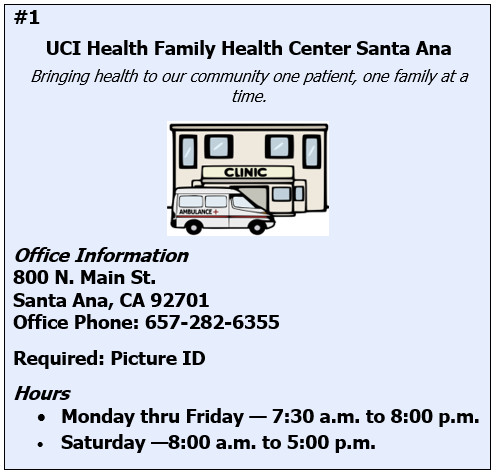 #1
UCI Health Family Health Center Santa Ana
Bringing health to our community one patient, one family at a
time.
CLINIC
AMBULANCE +
Office Information
800 N. Main St.
Santa Ana, CA 92701
Office Phone: 657-282-6355
Required: Picture ID
Hours
• Monday thru Friday — 7:30 a.m. to 8:00 p.m.
• Saturday —8:00 a.m. to 5:00 p.m.